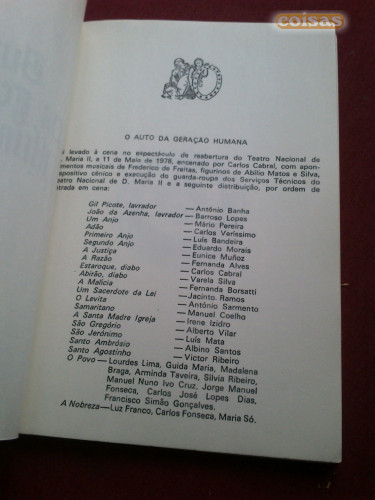 coisas
O AUTO DA GERAÇÃO HUMANA
levado à cena no espectáculo de reabertura do Teatro Nacional de
Maria II, a 11 de Maio de 1978, encenado por Carlos Cabral, com apon-
mentos musicais de Frederico de Freitas, figurinos de Abílio Matos e Silva,
spositivo cénico e execução do guarda-roupa dos Serviços Técnicos do
eatro Nacional de D. Maria II e a seguinte distribuição, por ordem de
ntrada em cena:
Gil Picote, lavrador — António Banha
João da Azenha, lavrador — Barroso Lopes
Um Anjo — Mário Pereira
Adão — Carlos Veríssimo
Primeiro Anjo — Luís Bandeira
Segundo Anjo — Eduardo Morais
A Justiça — Eunice Muñoz
A Razão — Fernanda Alves
Estaroque, diabo — Carlos Cabral
Abirão, diabo — Varela Silva
A Malícia — Fernanda Borsatti
Um Sacerdote da Lei — Jacinto Ramos
O Levita — António Sarmento
Samaritano — Manuel Coelho
A Santa Madre Igreja — Irene Izidro
São Gregório — Alberto Vilar
São Jerónimo — Luís Mata
Santo Ambrósio — Albino Santos
Santo Agostinho — Victor Ribeiro
O Povo — Lourdes Lima, Guida Maria, Madalena
Braga, Arminda Taveira, Sílvia Ribeiro,
Manuel Nuno Ivo Cruz, Jorge Manuel
Fonseca, Carlos José Lopes Dias,
Francisco Simão Gonçalves.
A Nobreza — Luz Franco, Carlos Fonseca, Maria Só.